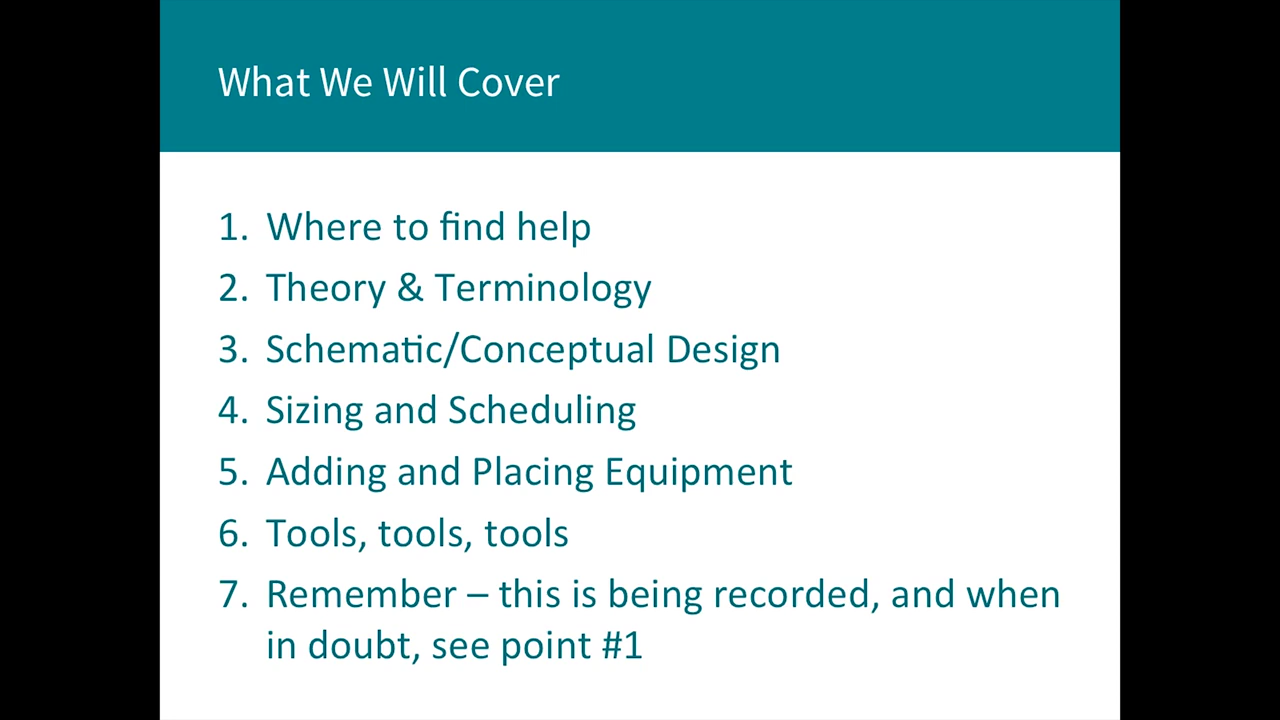 What We Will Cover
1. Where to find help
2. Theory & Terminology
3. Schematic/Conceptual Design
4. Sizing and Scheduling
5. Adding and Placing Equipment
6. Tools, tools, tools
7. Remember – this is being recorded, and when
in doubt, see point #1